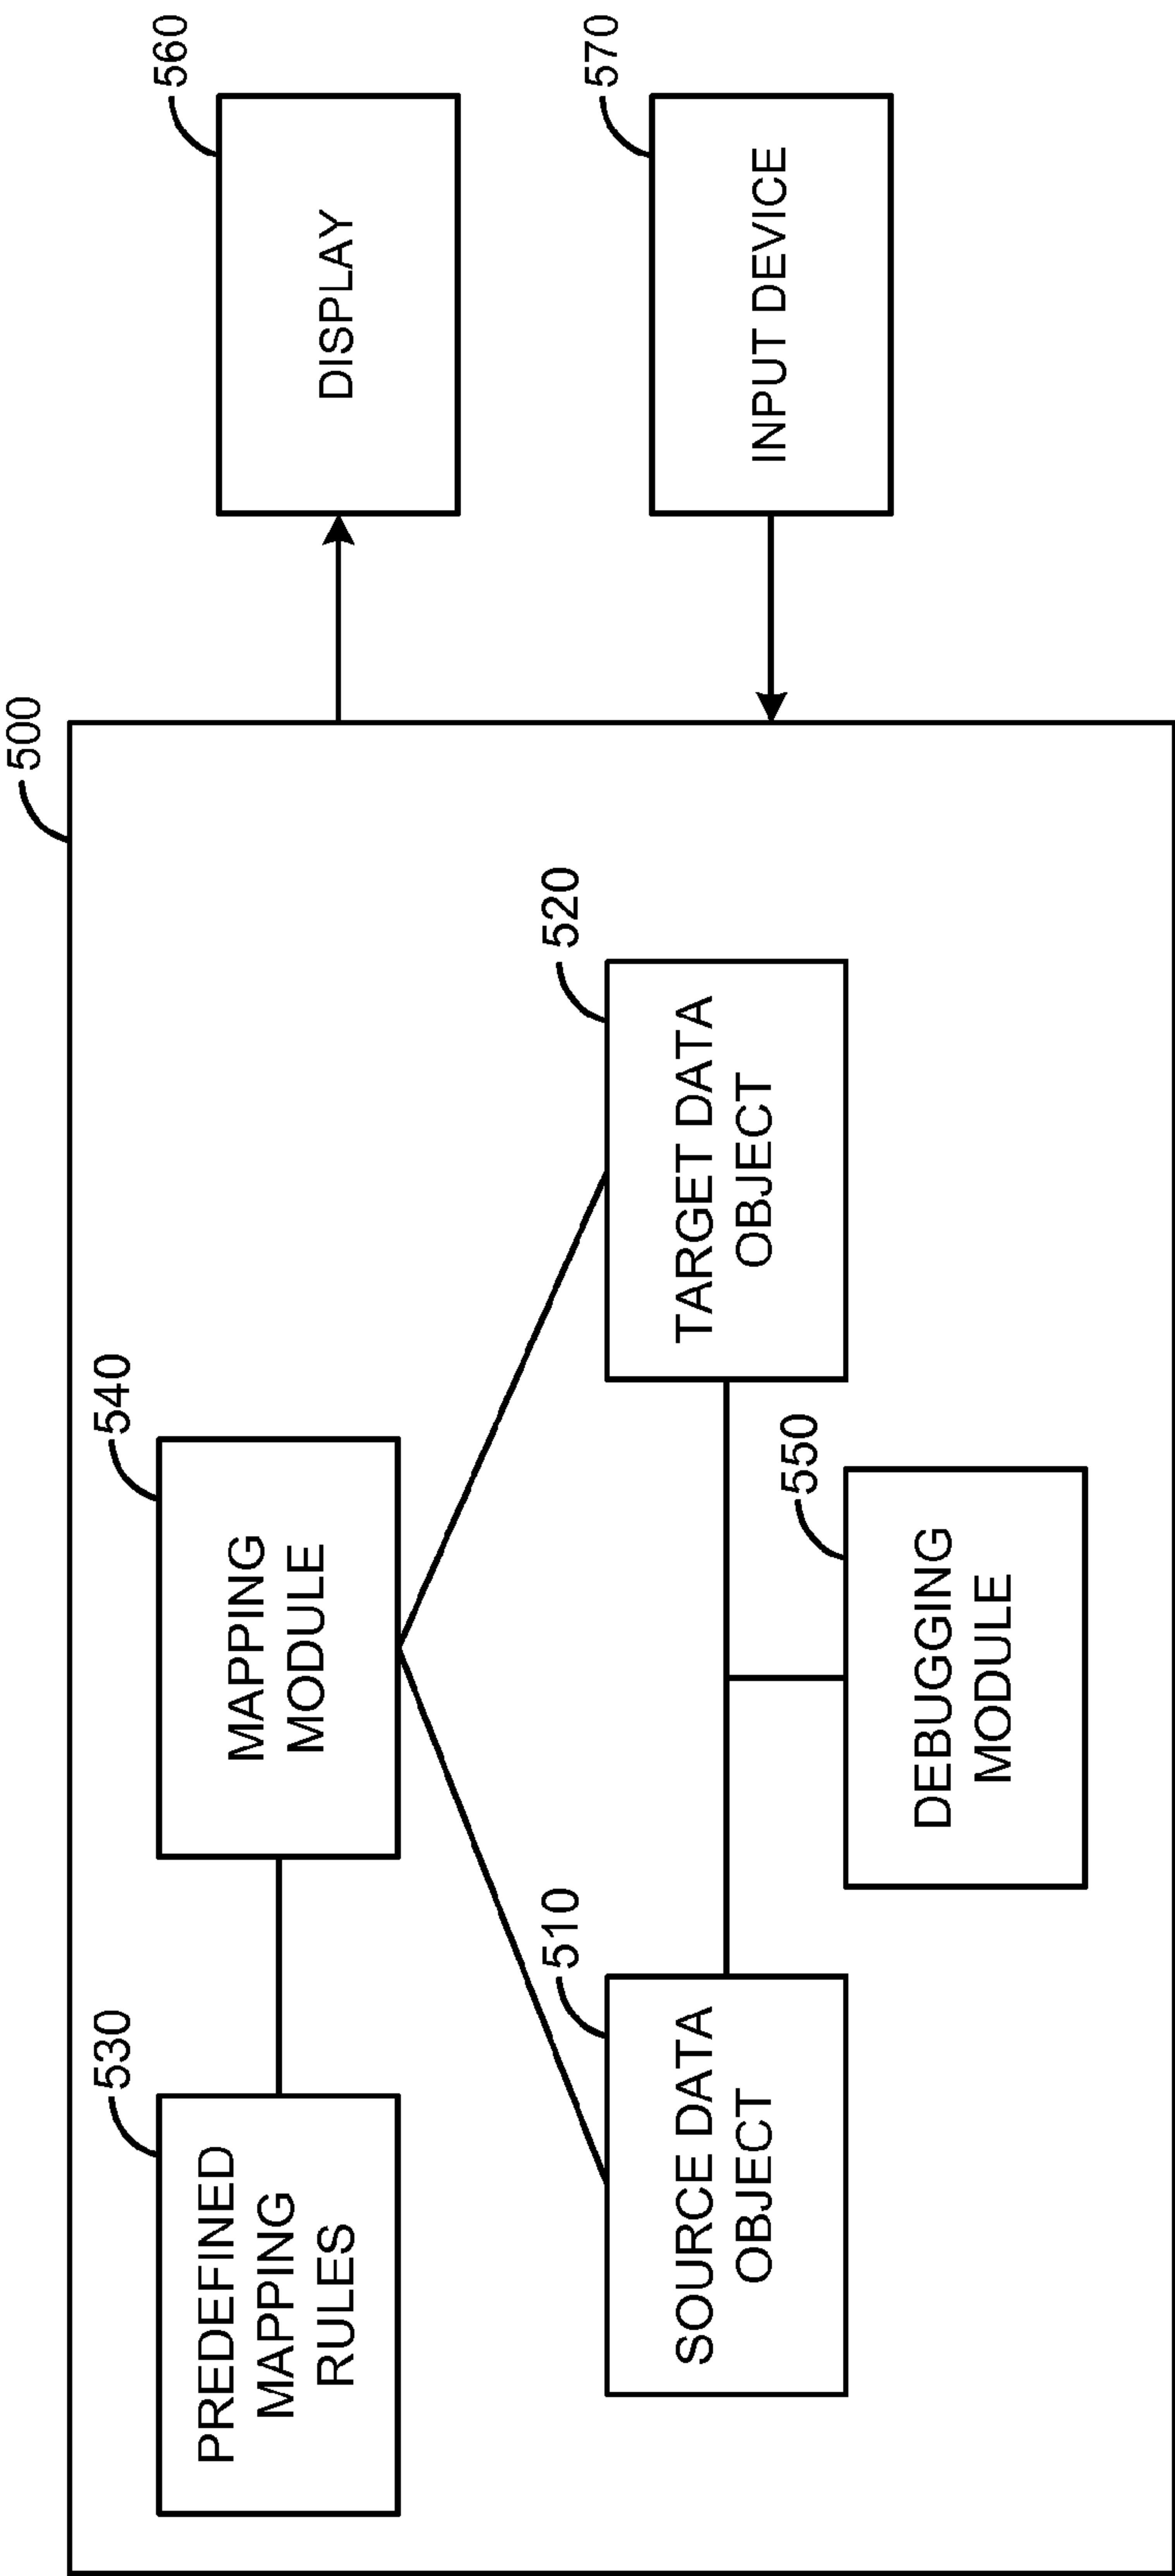 500
530
PREDEFINED
MAPPING
RULES
540
MAPPING
MODULE
560
DISPLAY
510
SOURCE DATA
OBJECT
520
TARGET DATA
OBJECT
550
DEBUGGING
MODULE
570
INPUT DEVICE